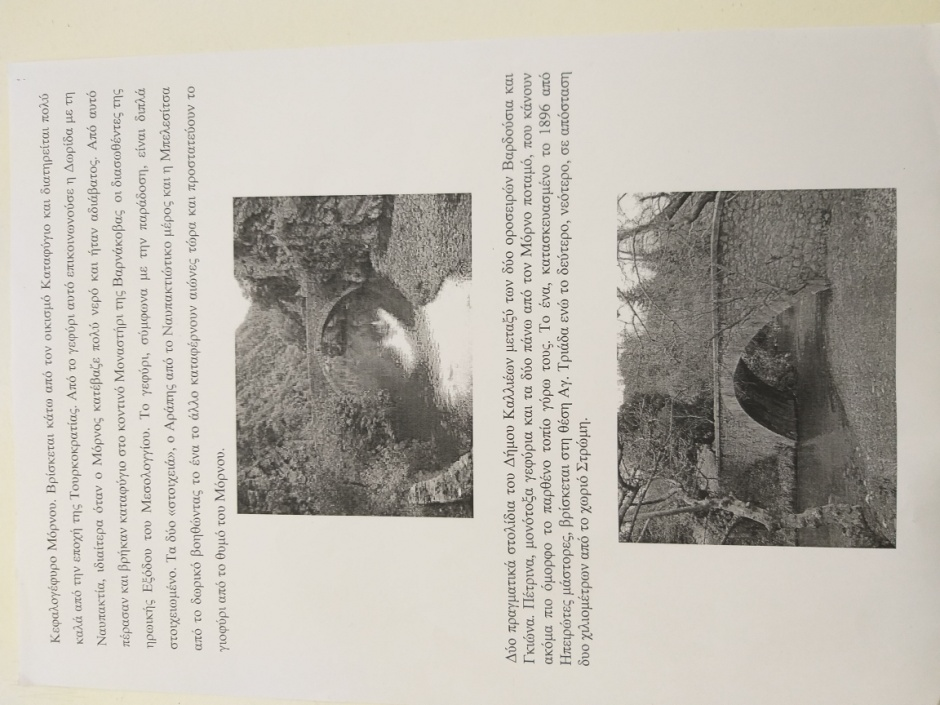 Κεφαλογέφυρο Μόρνου. Βρίσκεται κάτω από τον οικισμό Καταφύγιο και διατηρείται πολύ
καλά από την εποχή της Τουρκοκρατίας. Από το γεφύρι αυτό επικοινωνούσε η Δωρίδα με τη
Ναυπακτία, ιδιαίτερα όταν ο Μόρνος κατέβαζε πολύ νερό και ήταν αδιάβατος. Από αυτό
πέρασαν και βρήκαν καταφύγιο στο κοντινό Μοναστήρι της Βαρνάκοβας οι διασωθέντες της
ηρωικής Εξόδου του Μεσολογγίου. Το γεφύρι, σύμφωνα με την παράδοση, είναι διπλά
στοιχειωμένο. Τα δύο «στοιχειά», ο Αράπης από το Ναυπακτιώτικο μέρος και η Μπελεσίτσα
από το δωρικό βοηθώντας το ένα το άλλο καταφέρνουν αιώνες τώρα και προστατεύουν το
γιοφύρι από το θυμό του Μόρνου.
Δύο πραγματικά στολίδια του Δήμου Καλλιέων μεταξύ των δύο οροσειρών Βαρδούσια και
Γκιώνα. Πέτρινα, μονότοξα γεφύρια και τα δύο πάνω από τον Μόρνο ποταμό, που κάνουν
ακόμα πιο όμορφο το παρθένο τοπίο γύρω τους. Το ένα, κατασκευασμένο το 1896 από
Ηπειρώτες μάστορες, βρίσκεται στη θέση Αγ. Τριάδα ενώ το δεύτερο, νεότερο, σε απόσταση
δυο χιλιομέτρων από το χωριό Στρώμη.